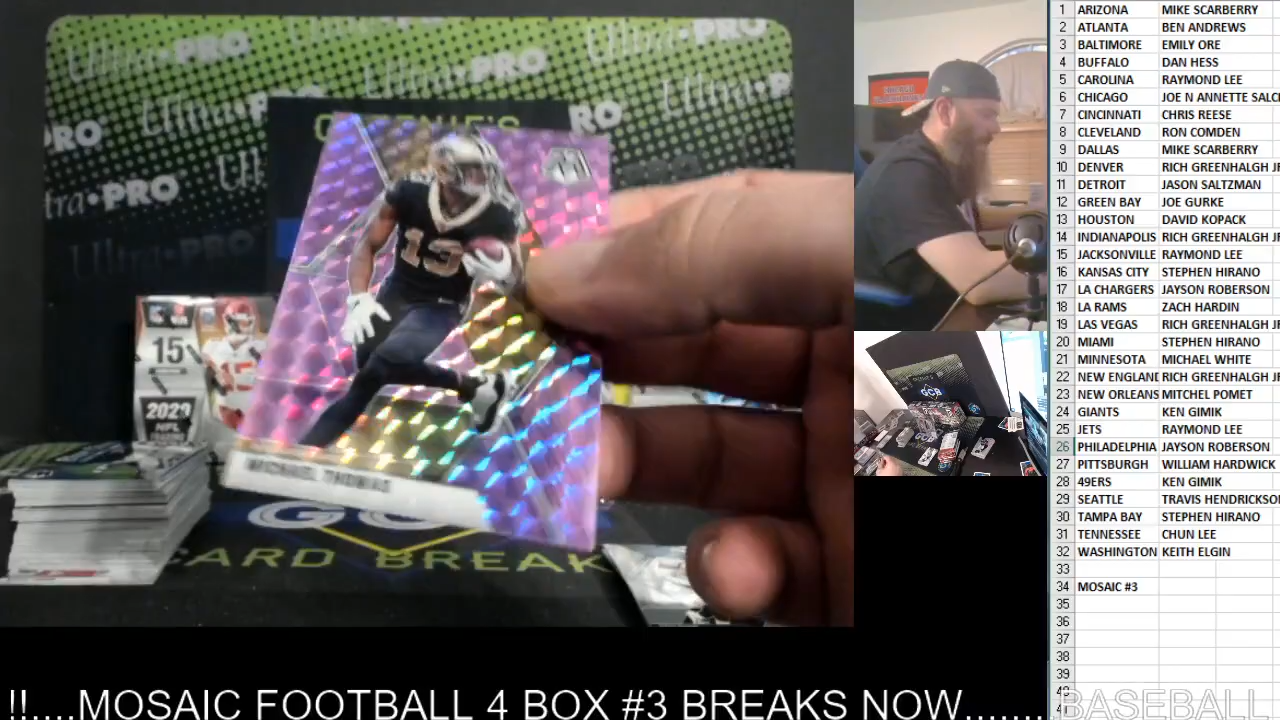 Ultra•PRO
PRO
Ultra•PRO
RO
Ultra•PRO
tra•PRO
Ultra•PRO
13
MICHAEL THOMAS
15
2020
NFL
CARD BREAK
1 ARIZONA MIKE SCARBERRY
2 ATLANTA BEN ANDREWS
3 BALTIMORE EMILY ORE
4 BUFFALO DAN HESS
5 CAROLINA RAYMOND LEE
6 CHICAGO JOE N ANNETTE SALCI
7 CINCINNATI CHRIS REESE
8 CLEVELAND RON COMDEN
9 DALLAS MIKE SCARBERRY
10 DENVER RICH GREENHALGH JR
11 DETROIT JASON SALTZMAN
12 GREEN BAY JOE GURKE
13 HOUSTON DAVID KOPACK
14 INDIANAPOLIS RICH GREENHALGH JR
15 JACKSONVILLE RAYMOND LEE
16 KANSAS CITY STEPHEN HIRANO
17 LA CHARGERS JAYSON ROBERSON
18 LA RAMS ZACH HARDIN
19 LAS VEGAS RICH GREENHALGH JR
20 MIAMI STEPHEN HIRANO
21 MINNESOTA MICHAEL WHITE
22 NEW ENGLAND RICH GREENHALGH JR
23 NEW ORLEANS MITCHEL POMET
24 GIANTS KEN GIMIK
25 JETS RAYMOND LEE
26 PHILADELPHIA JAYSON ROBERSON
27 PITTSBURGH WILLIAM HARDWICK
28 49ERS KEN GIMIK
29 SEATTLE TRAVIS HENDRICKSO
30 TAMPA BAY STEPHEN HIRANO
31 TENNESSEE CHUN LEE
32 WASHINGTON KEITH ELGIN
33
34 MOSAIC #3
35
36
37
38
39
!!....MOSAIC FOOTBALL 4 BOX #3 BREAKS NOW........BASEBALL